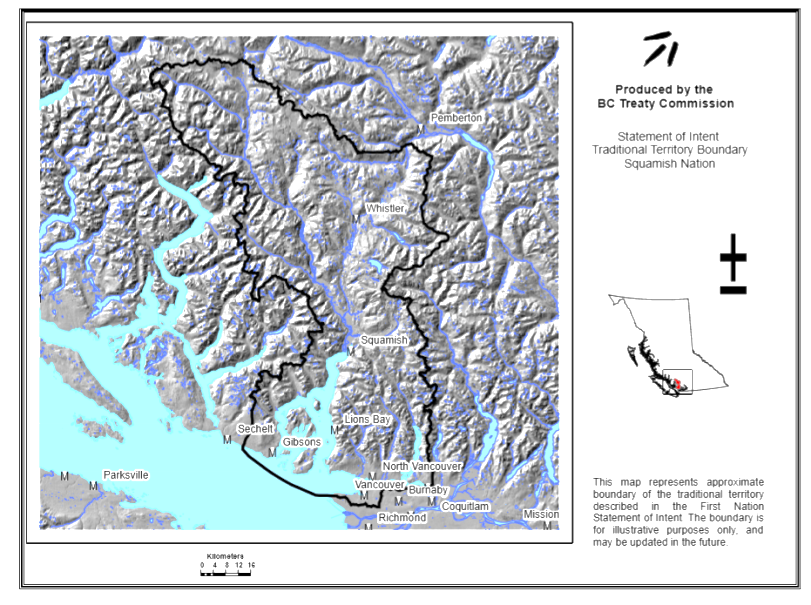 Produced by the
BC Treaty Commission
Statement of Intent
Traditional Territory Boundary
Squamish Nation
Pemberton
Whistler
M
Squamish
M
Lions Bay
M
Sechelt
M
Gibsons
M
Parksville
M
M
North Vancouver
M
Vancouver
M
Burnaby
M
M
Coquitlam
Richmond
M
Mission
M
Kilometers
0 4 8 12 16
This map represents approximate
boundary of the traditional territory
described in the First Nation
Statement of Intent. The boundary is
for illustrative purposes only, and
may be updated in the future.